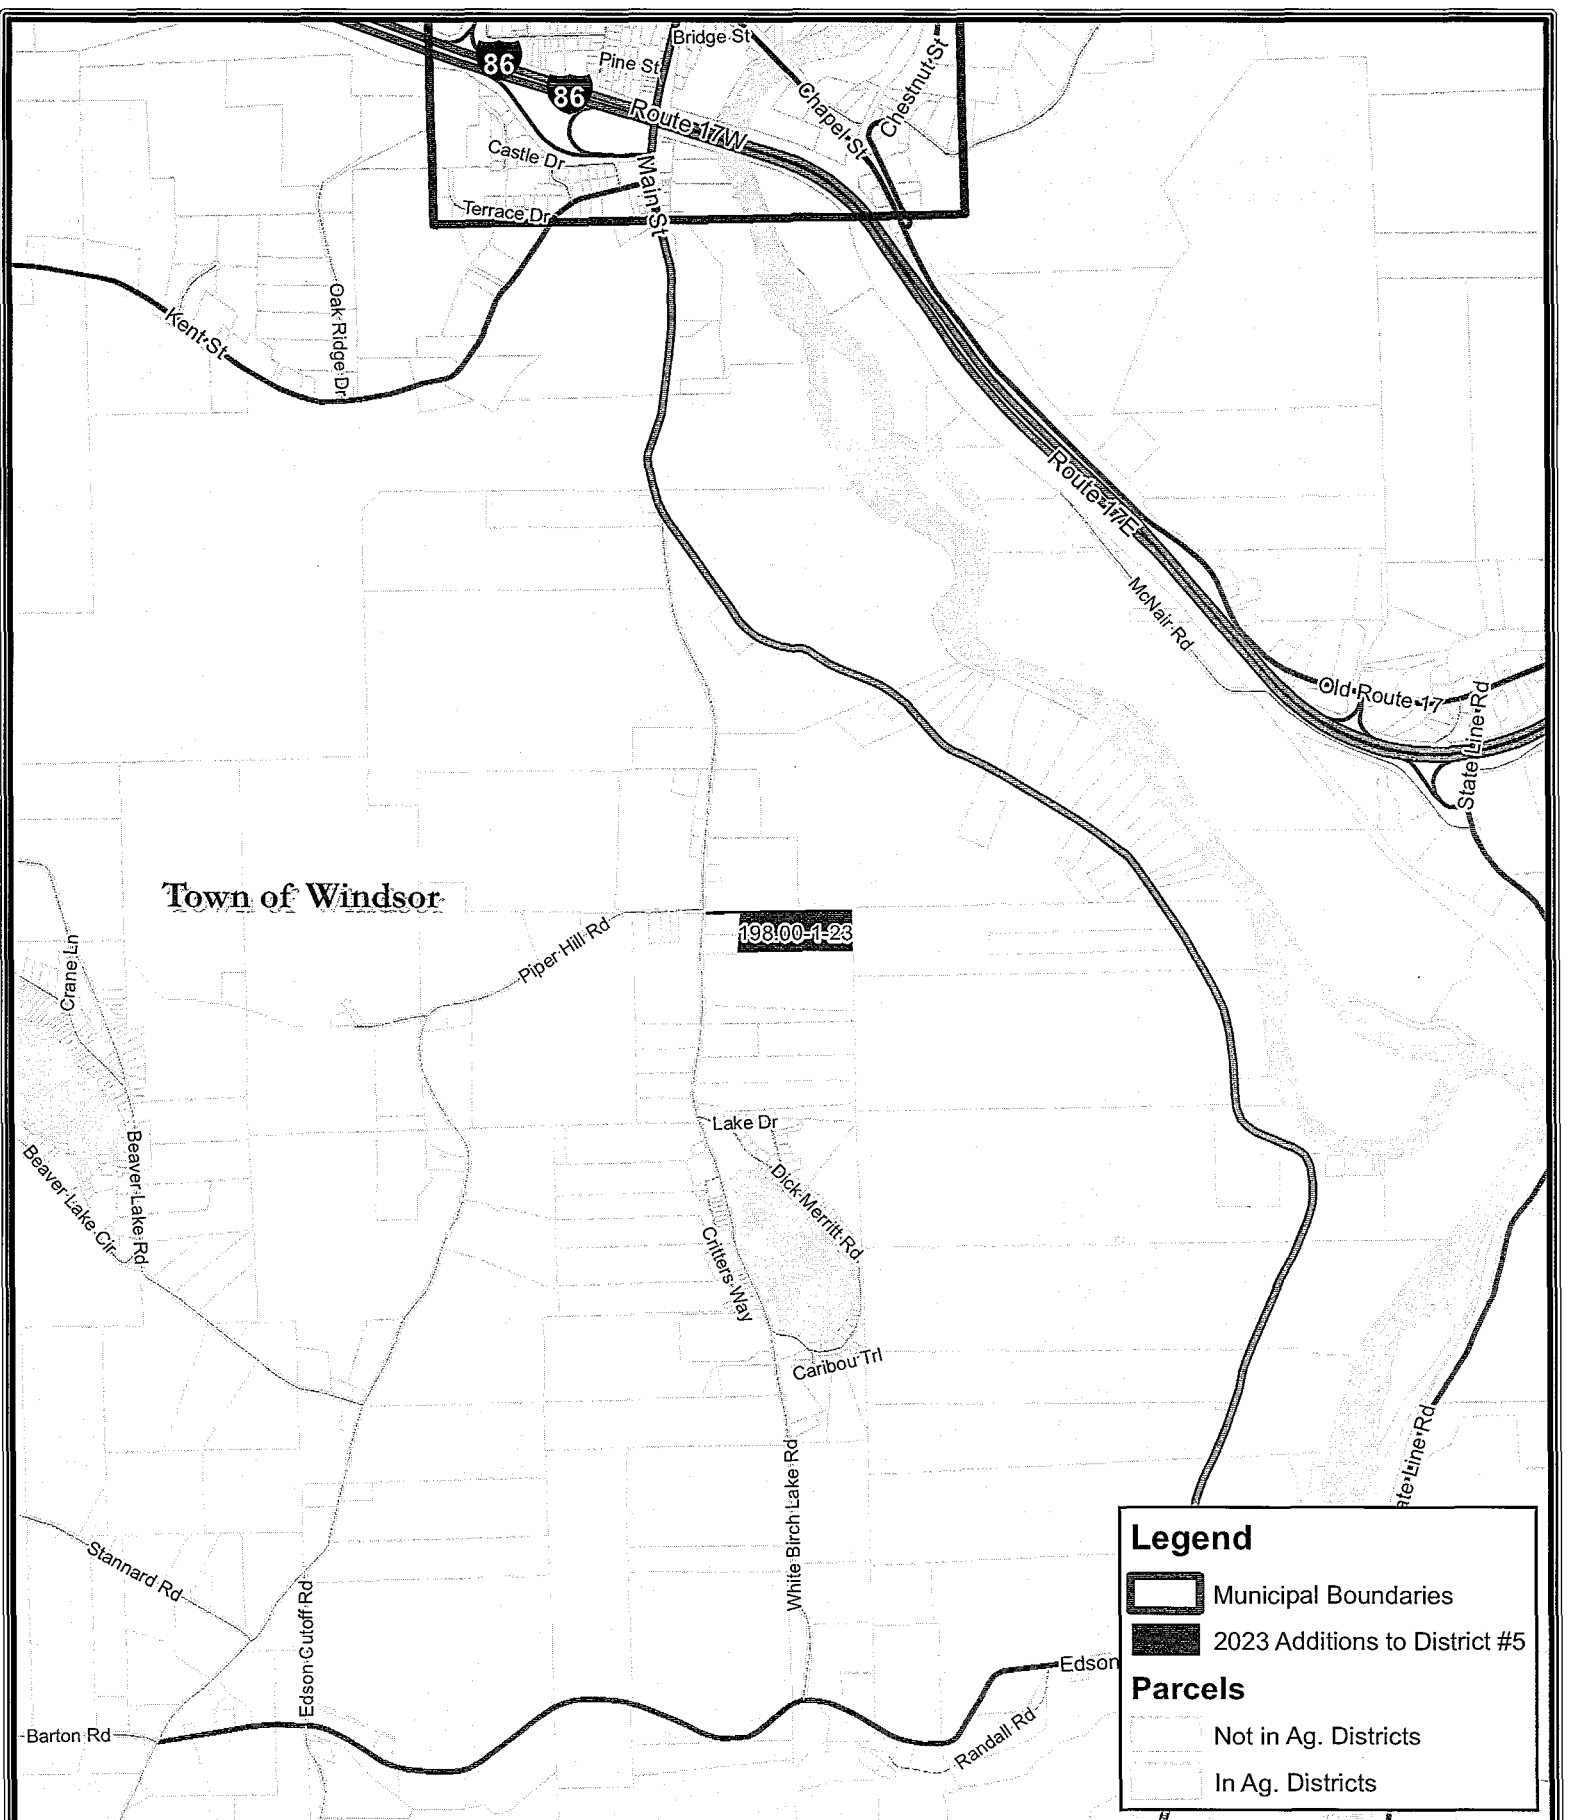 Bridge St
86
Pine St
Chestnut St
86
Chapel St
Route 17W
Castle Dr
Main St
Terrace Dr
Oak Ridge Dr
Kent St
Route 17E
McNair Rd
Old Route 17
State Line Rd
Town of Windsor
198.00-1-23
Piper Hill Rd
Crane Ln
Lake Dr
Beaver Lake Rd
Beaver Lake Cir
Dick Merritt Rd
Critters Way
Caribou Trl
ate Line Rd
White Birch Lake Rd
Stannard Rd
Edson Cutoff Rd
Edson
Randall Rd
Barton Rd
Legend
Municipal Boundaries
2023 Additions to District #5
Parcels
Not in Ag. Districts
In Ag. Districts